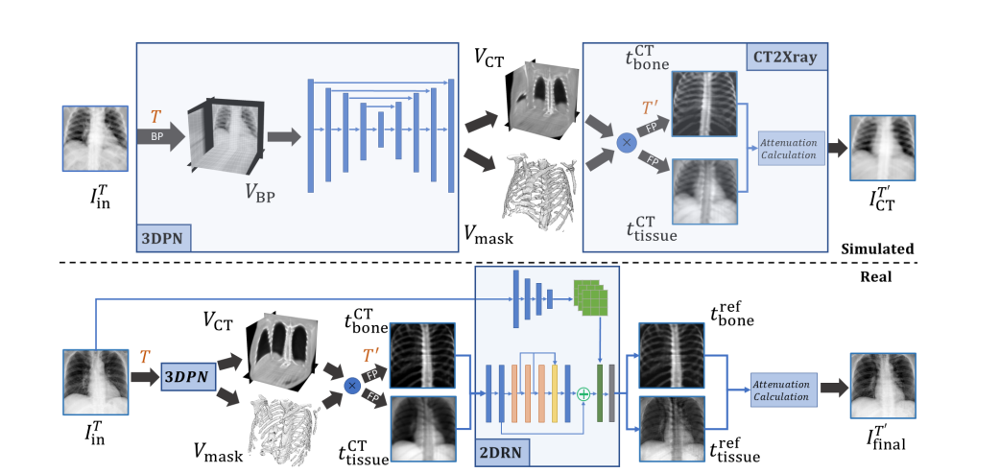 V_CT
t_bone^CT
CT2Xray
T
BP
T'
FP
×
FP
Attenuation
Calculation
I_in^T
V_BP
I_CT^T'
3DPN
V_mask
t_tissue^CT
Simulated
Real
V_CT
t_bone^CT
t_bone^ref
T
3DPN
T'
FP
×
FP
Attenuation
Calculation
I_in^T
V_mask
t_tissue^CT
2DRN
t_tissue^ref
I_final^T'